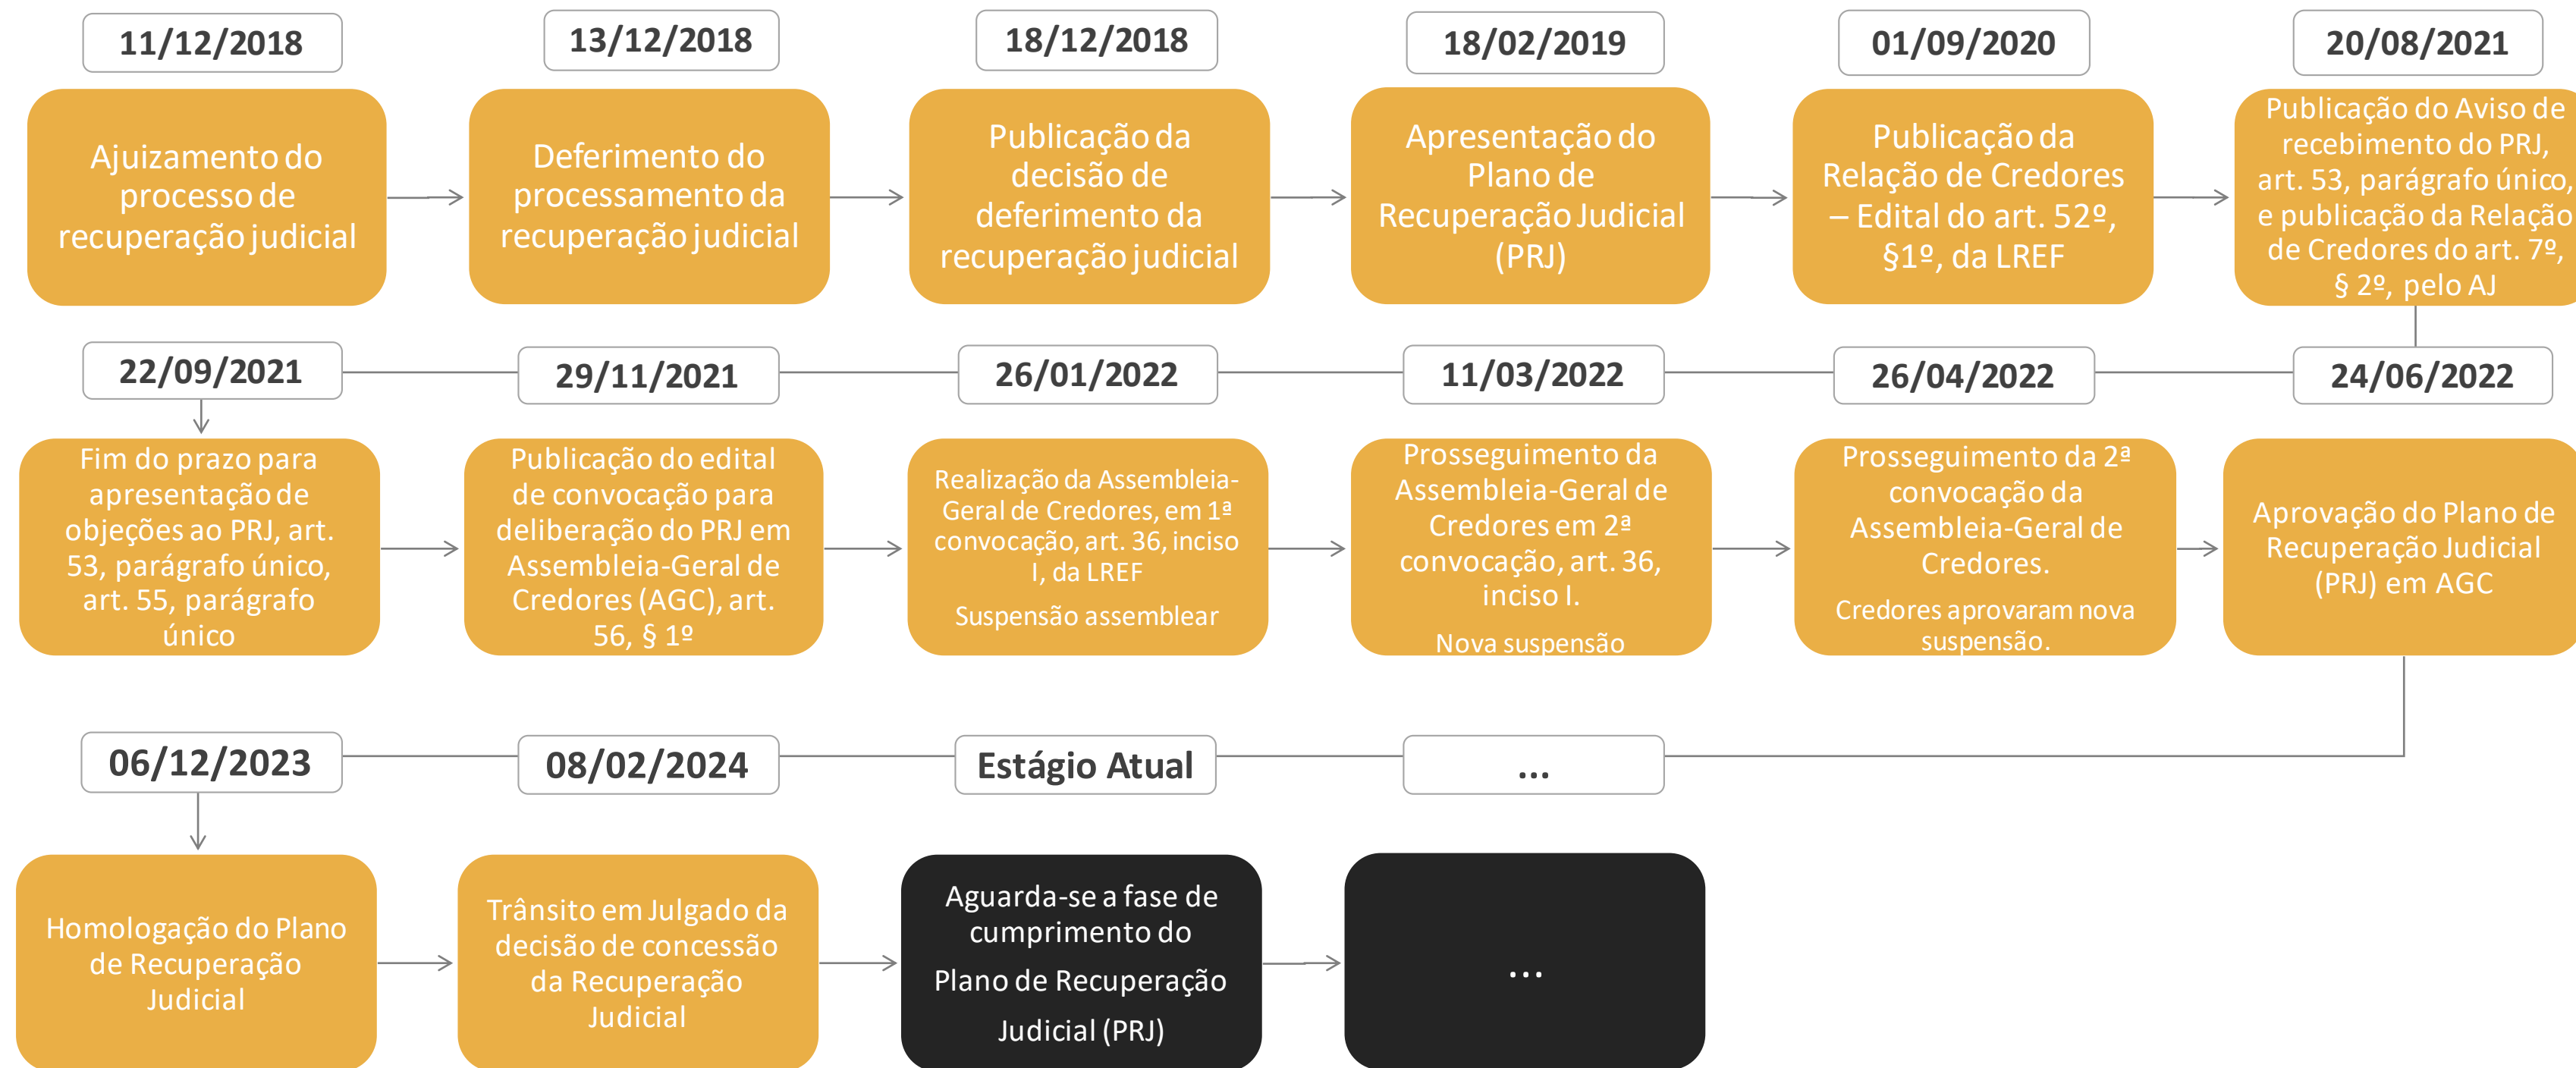 11/12/2018
Ajuizamento do
processo de
recuperação judicial
13/12/2018
Deferimento do
processamento da
recuperação judicial
18/12/2018
Publicação da
decisão de
deferimento da
recuperação judicial
18/02/2019
Apresentação do
Plano de
Recuperação Judicial
(PRJ)
01/09/2020
Publicação da
Relação de Credores
– Edital do art. 52º,
§1º, da LREF
20/08/2021
Publicação do Aviso de
recebimento do PRJ,
art. 53, parágrafo único,
e publicação da Relação
de Credores do art. 7º,
§ 2º, pelo AJ
22/09/2021
Fim do prazo para
apresentação de
objeções ao PRJ, art.
53, parágrafo único,
art. 55, parágrafo
único
29/11/2021
Publicação do edital
de convocação para
deliberação do PRJ em
Assembleia-Geral de
Credores (AGC), art.
56, § 1º
26/01/2022
Realização da Assembleia-
Geral de Credores, em 1ª
convocação, art. 36, inciso
I, da LREF
Suspensão assemblear
11/03/2022
Prosseguimento da
Assembleia-Geral de
Credores em 2ª
convocação, art. 36,
inciso I.
Nova suspensão
26/04/2022
Prosseguimento da 2ª
convocação da
Assembleia-Geral de
Credores.
Credores aprovaram nova
suspensão.
24/06/2022
Aprovação do Plano de
Recuperação Judicial
(PRJ) em AGC
06/12/2023
Homologação do Plano
de Recuperação
Judicial
08/02/2024
Trânsito em Julgado da
decisão de concessão
da Recuperação
Judicial
Estágio Atual
Aguarda-se a fase de
cumprimento do
Plano de Recuperação
Judicial (PRJ)
...
...